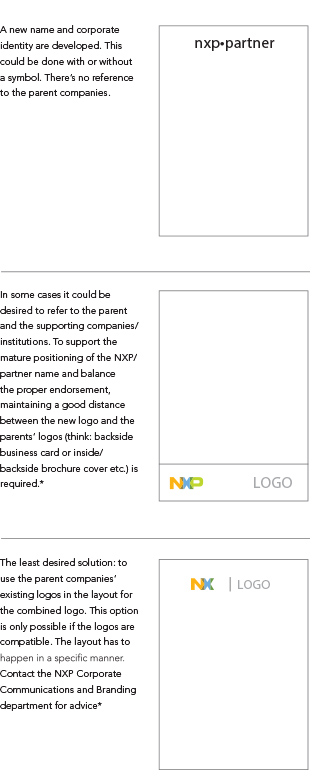 A new name and corporate
identity are developed. This
could be done with or without
a symbol. There's no reference
to the parent companies.
nxp•partner
In some cases it could be
desired to refer to the parent
and the supporting companies/
institutions. To support the
mature positioning of the NXP/
partner name and balance
the proper endorsement,
maintaining a good distance
between the new logo and the
parents' logos (think: backside
business card or inside/
backside brochure cover etc.) is
required.*
NXP LOGO
The least desired solution: to
use the parent companies'
existing logos in the layout for
the combined logo. This option
is only possible if the logos are
compatible. The layout has to
happen in a specific manner.
Contact the NXP Corporate
Communications and Branding
department for advice*
NX | LOGO